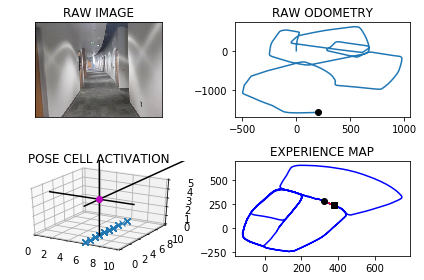 RAW IMAGE
RAW ODOMETRY
0
−1000
−500 0 500 1000
POSE CELL ACTIVATION
5
4
3
2
1
0
0 2 4 6 8 10
0 2 4 6 8 10
EXPERIENCE MAP
500
250
0
−250
0 200 400 600